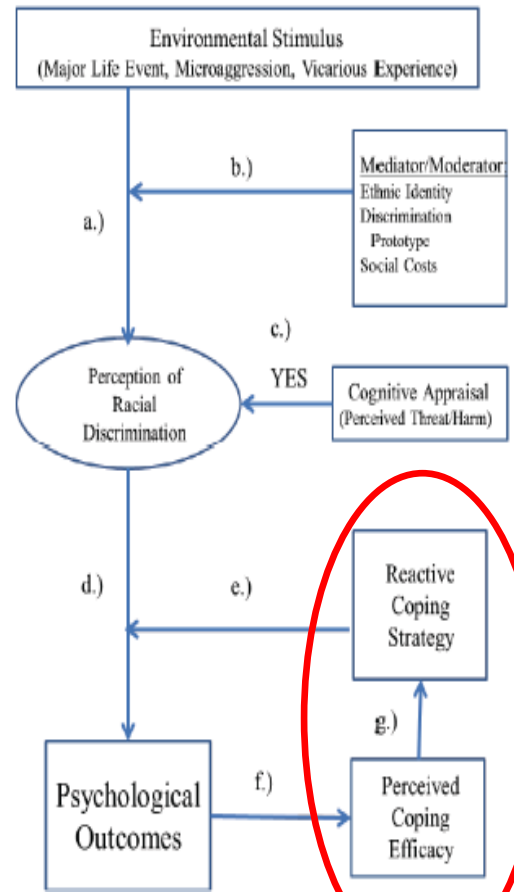 Environmental Stimulus
(Major Life Event, Microaggression, Vicarious Experience)
b.)
Mediator/Moderator:
Ethnic Identity
Discrimination
Prototype
Social Costs
a.)
c.)
YES
Perception of
Racial
Discrimination
Cognitive Appraisal
(Perceived Threat/Harm)
d.)
e.)
Reactive
Coping
Strategy
g.)
f.)
Psychological
Outcomes
Perceived
Coping
Efficacy